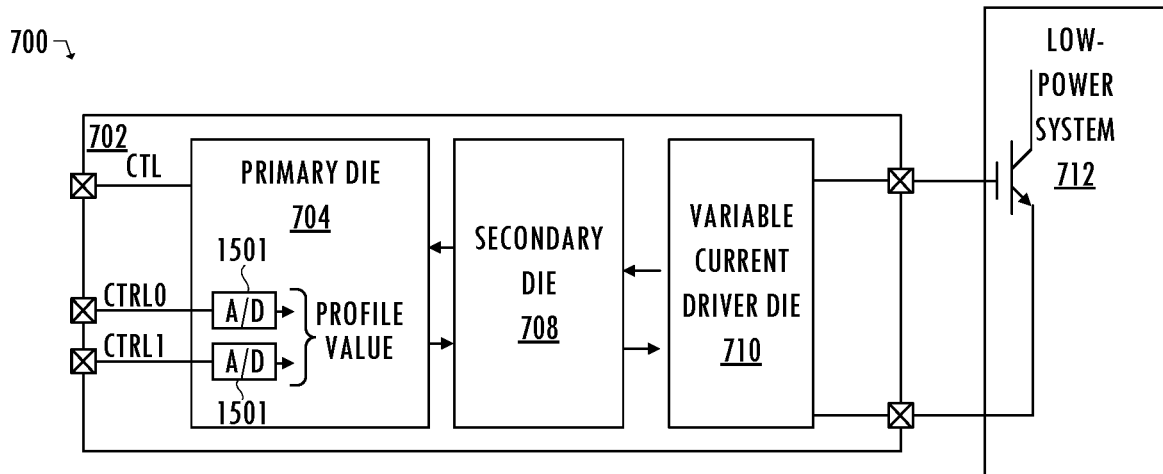 700
702
CTL
CTRL0
CTRL1
PRIMARY DIE
704
1501
A/D
A/D
1501
PROFILE
VALUE
SECONDARY
DIE
708
VARIABLE
CURRENT
DRIVER DIE
710
LOW-
POWER
SYSTEM
712